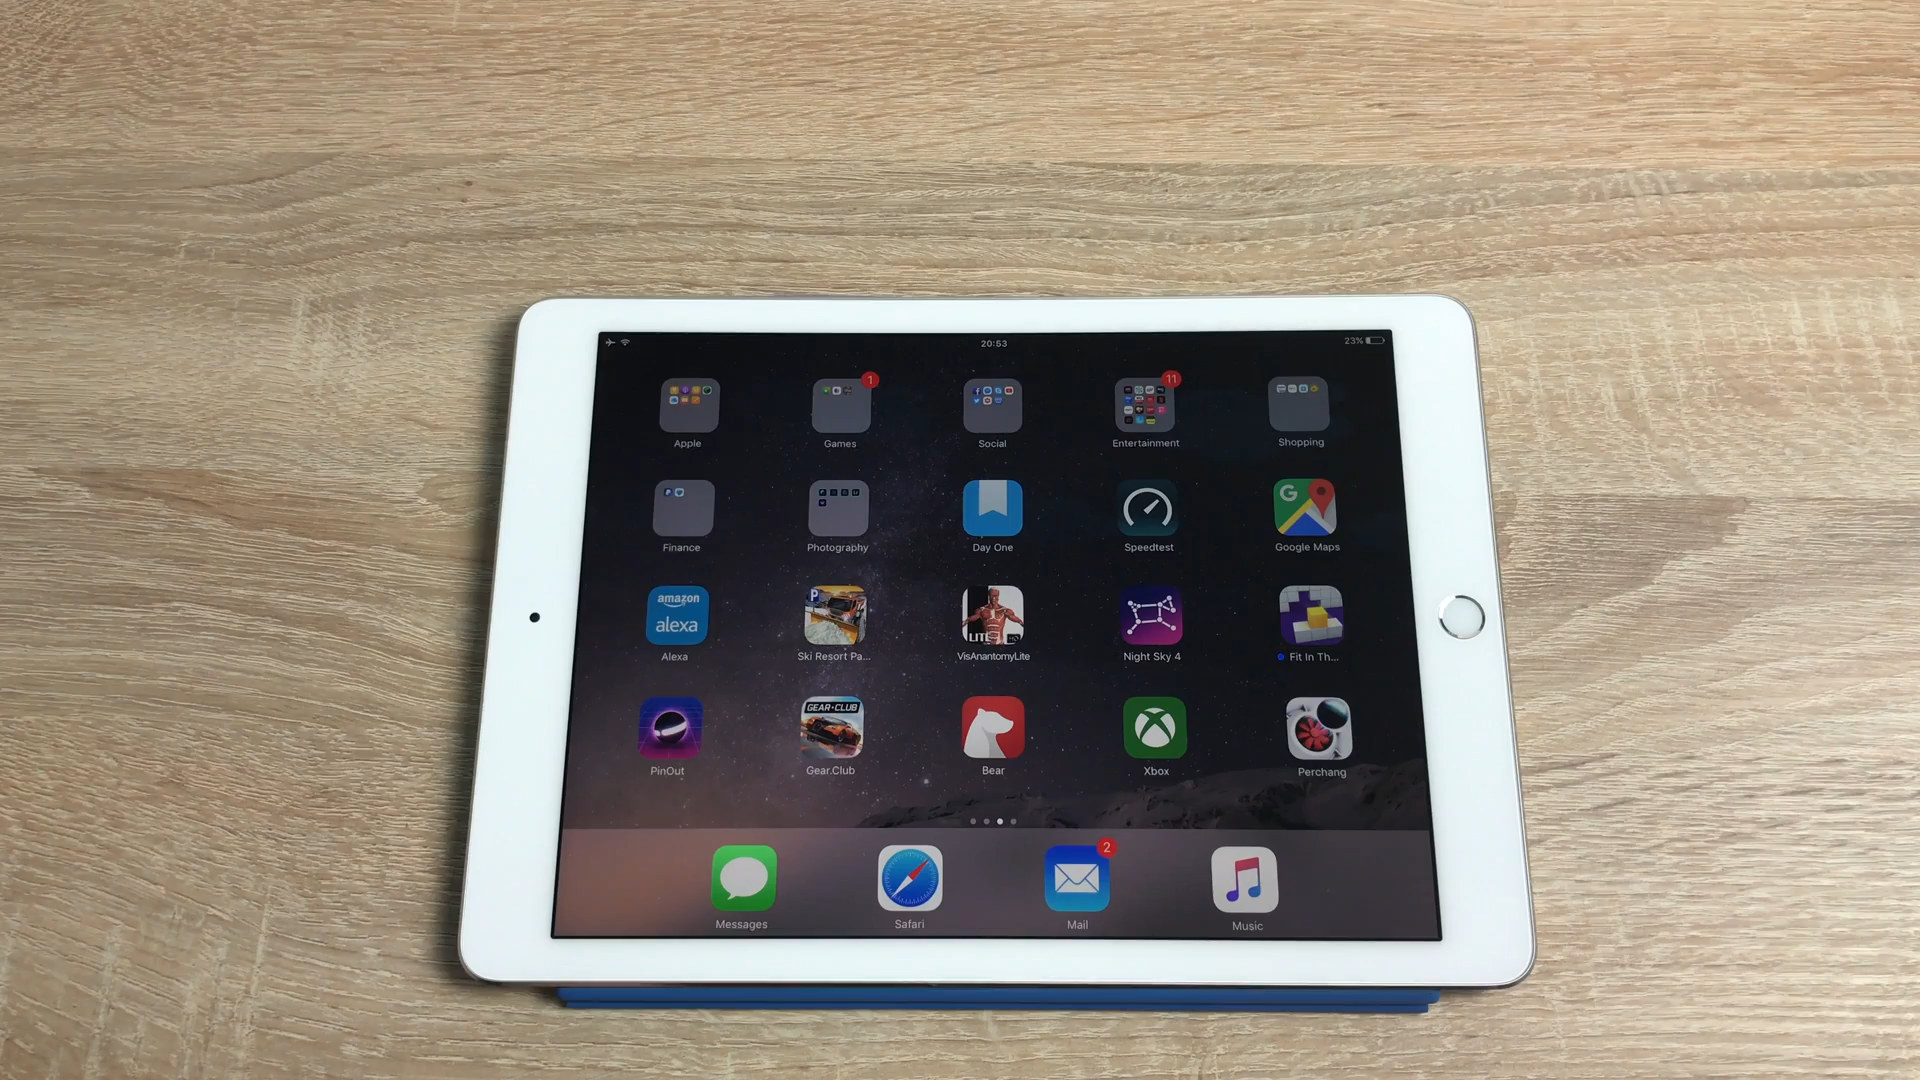 20:53
23%
1
11
Apple
Games
Social
Entertainment
Shopping
Finance
Photography
Day One
Speedtest
G
Google Maps
amazon
alexa
P
LITE
HD
Alexa
Ski Resort Pa...
VisAnantomyLite
Night Sky 4
Fit In Th...
GEAR·CLUB
PinOut
Gear.Club
Bear
Xbox
Perchang
2
Messages
Safari
Mail
Music